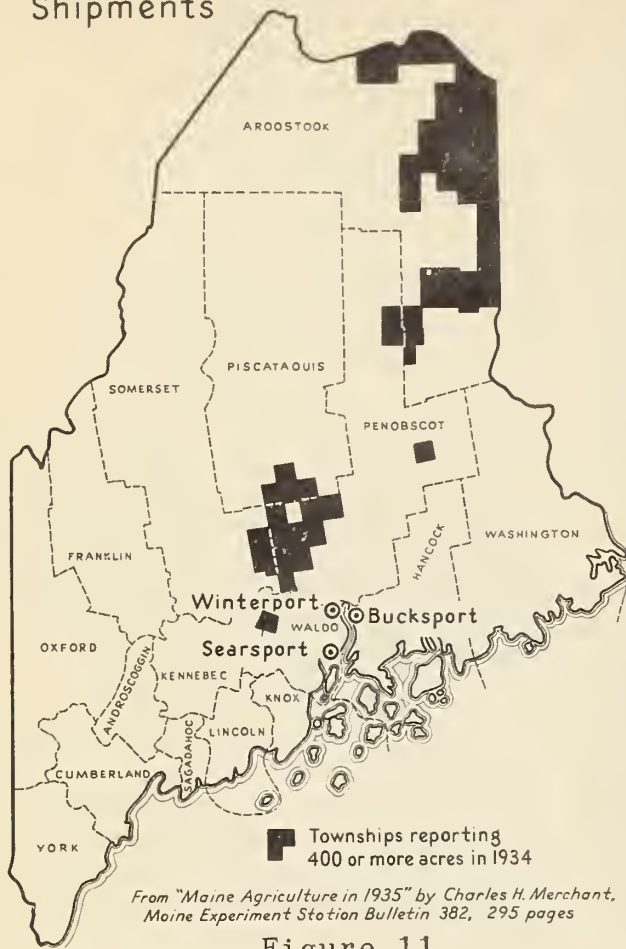 Shipments
AROOSTOOK
PISCATAQUIS
SOMERSET
PENOBSCOT
HANCOCK
WASHINGTON
FRANKLIN
Winterport
Bucksport
WALDO
Searsport
OXFORD
ANDROSCOGGIN
KENNEBEC
KNOX
SAGADAHOC
LINCOLN
CUMBERLAND
YORK
Townships reporting
400 or more acres in 1934
From "Maine Agriculture in 1935" by Charles H. Merchant,
Maine Experiment Station Bulletin 382, 295 pages
Figure 11